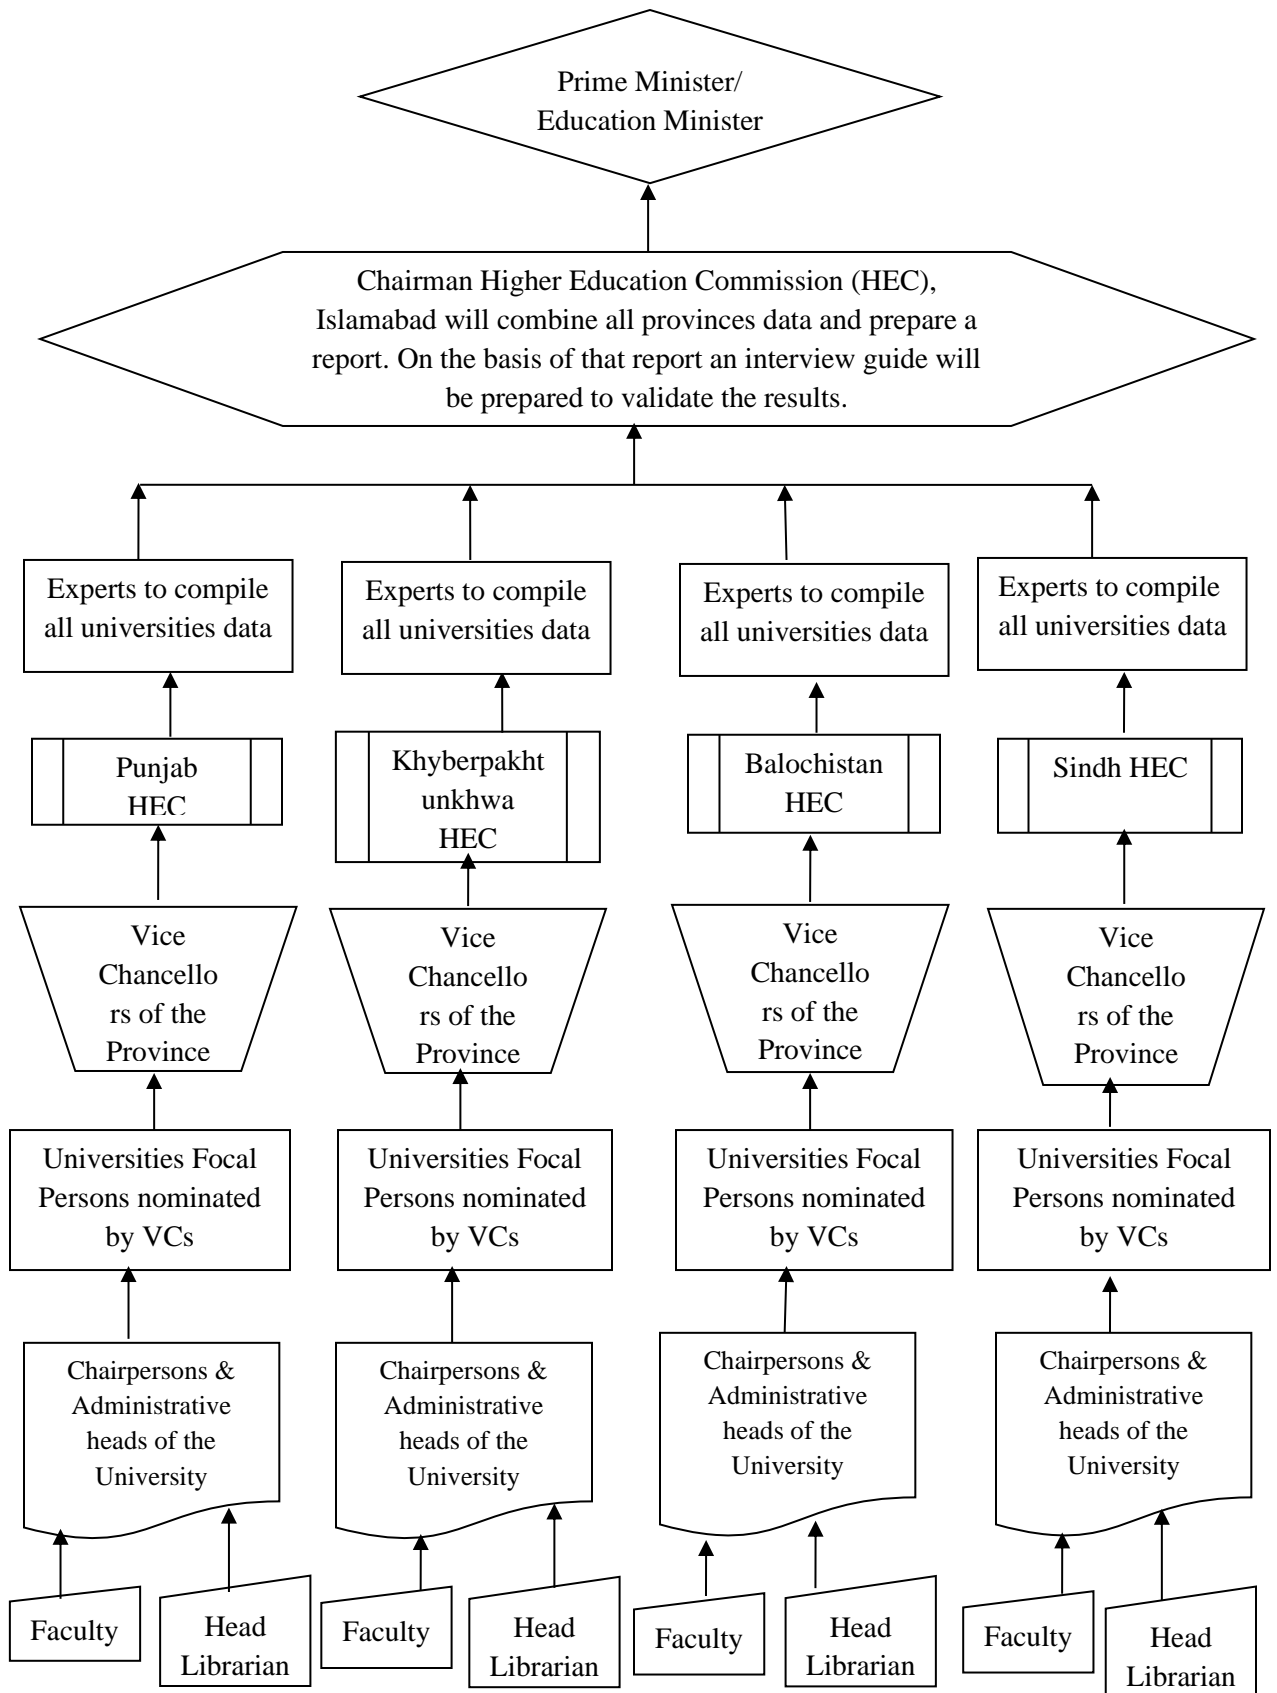 Prime Minister/
Education Minister
Chairman Higher Education Commission (HEC),
Islamabad will combine all provinces data and prepare a
report. On the basis of that report an interview guide will
be prepared to validate the results.
Experts to compile
all universities data
Experts to compile
all universities data
Experts to compile
all universities data
Experts to compile
all universities data
Punjab
HEC
Khyberpakht
unkhwa
HEC
Balochistan
HEC
Sindh HEC
Vice
Chancello
rs of the
Province
Vice
Chancello
rs of the
Province
Vice
Chancello
rs of the
Province
Vice
Chancello
rs of the
Province
Universities Focal
Persons nominated
by VCs
Universities Focal
Persons nominated
by VCs
Universities Focal
Persons nominated
by VCs
Universities Focal
Persons nominated
by VCs
Chairpersons &
Administrative
heads of the
University
Chairpersons &
Administrative
heads of the
University
Chairpersons &
Administrative
heads of the
University
Chairpersons &
Administrative
heads of the
University
Faculty
Head
Librarian
Faculty
Head
Librarian
Faculty
Head
Librarian
Faculty
Head
Librarian